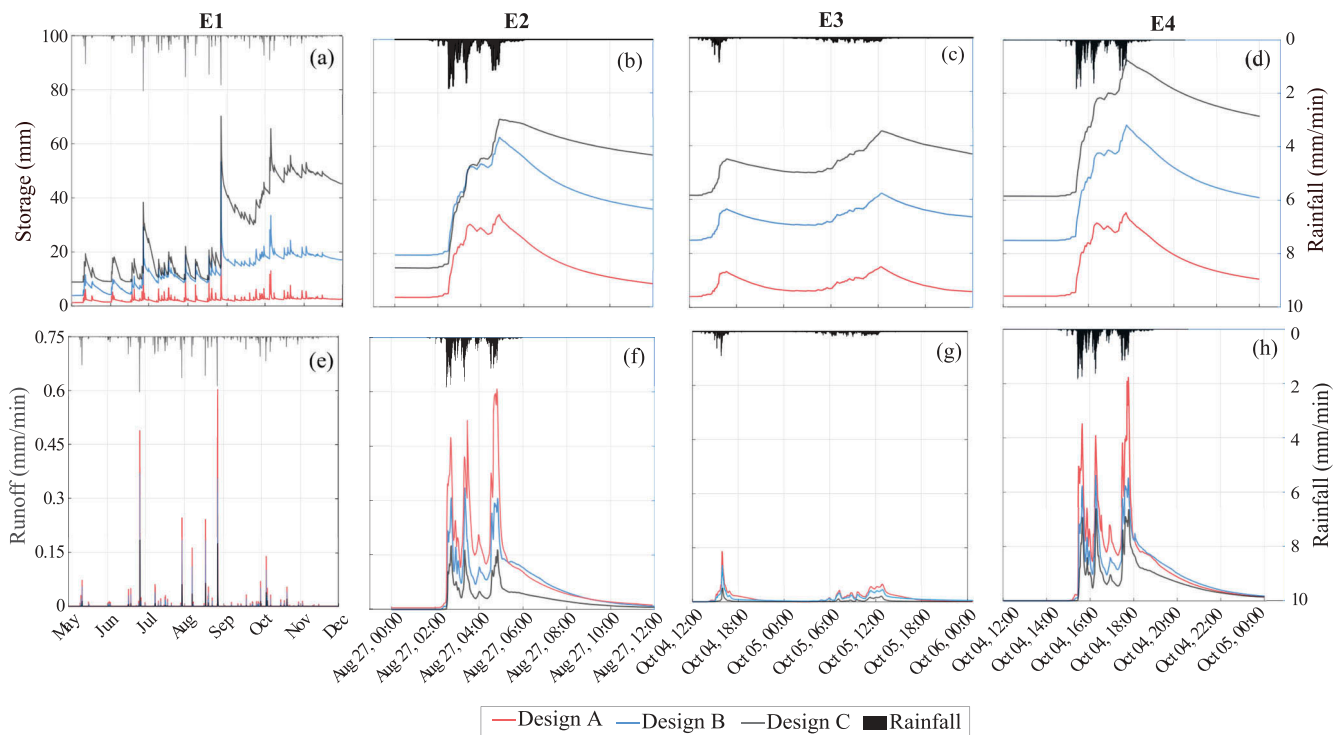 E1 E2 E3 E4
100 (a) (b) (c) (d) 0
80 2
60 4
40 6
20 8
0 10
Storage (mm)
Rainfall (mm/min)
0.75 (e) (f) (g) (h) 0
0.6 2
0.45 4
0.3 6
0.15 8
0 10
Runoff (mm/min)
Rainfall (mm/min)
May Jun Jul Aug Sep Oct Nov Dec
Aug 27, 00:00 Aug 27, 02:00 Aug 27, 04:00 Aug 27, 06:00 Aug 27, 08:00 Aug 27, 10:00 Aug 27, 12:00
Oct 04, 12:00 Oct 04, 18:00 Oct 05, 00:00 Oct 05, 06:00 Oct 05, 12:00 Oct 05, 18:00 Oct 06, 00:00
Oct 04, 12:00 Oct 04, 14:00 Oct 04, 16:00 Oct 04, 18:00 Oct 04, 20:00 Oct 04, 22:00 Oct 05, 00:00
Design A Design B Design C Rainfall